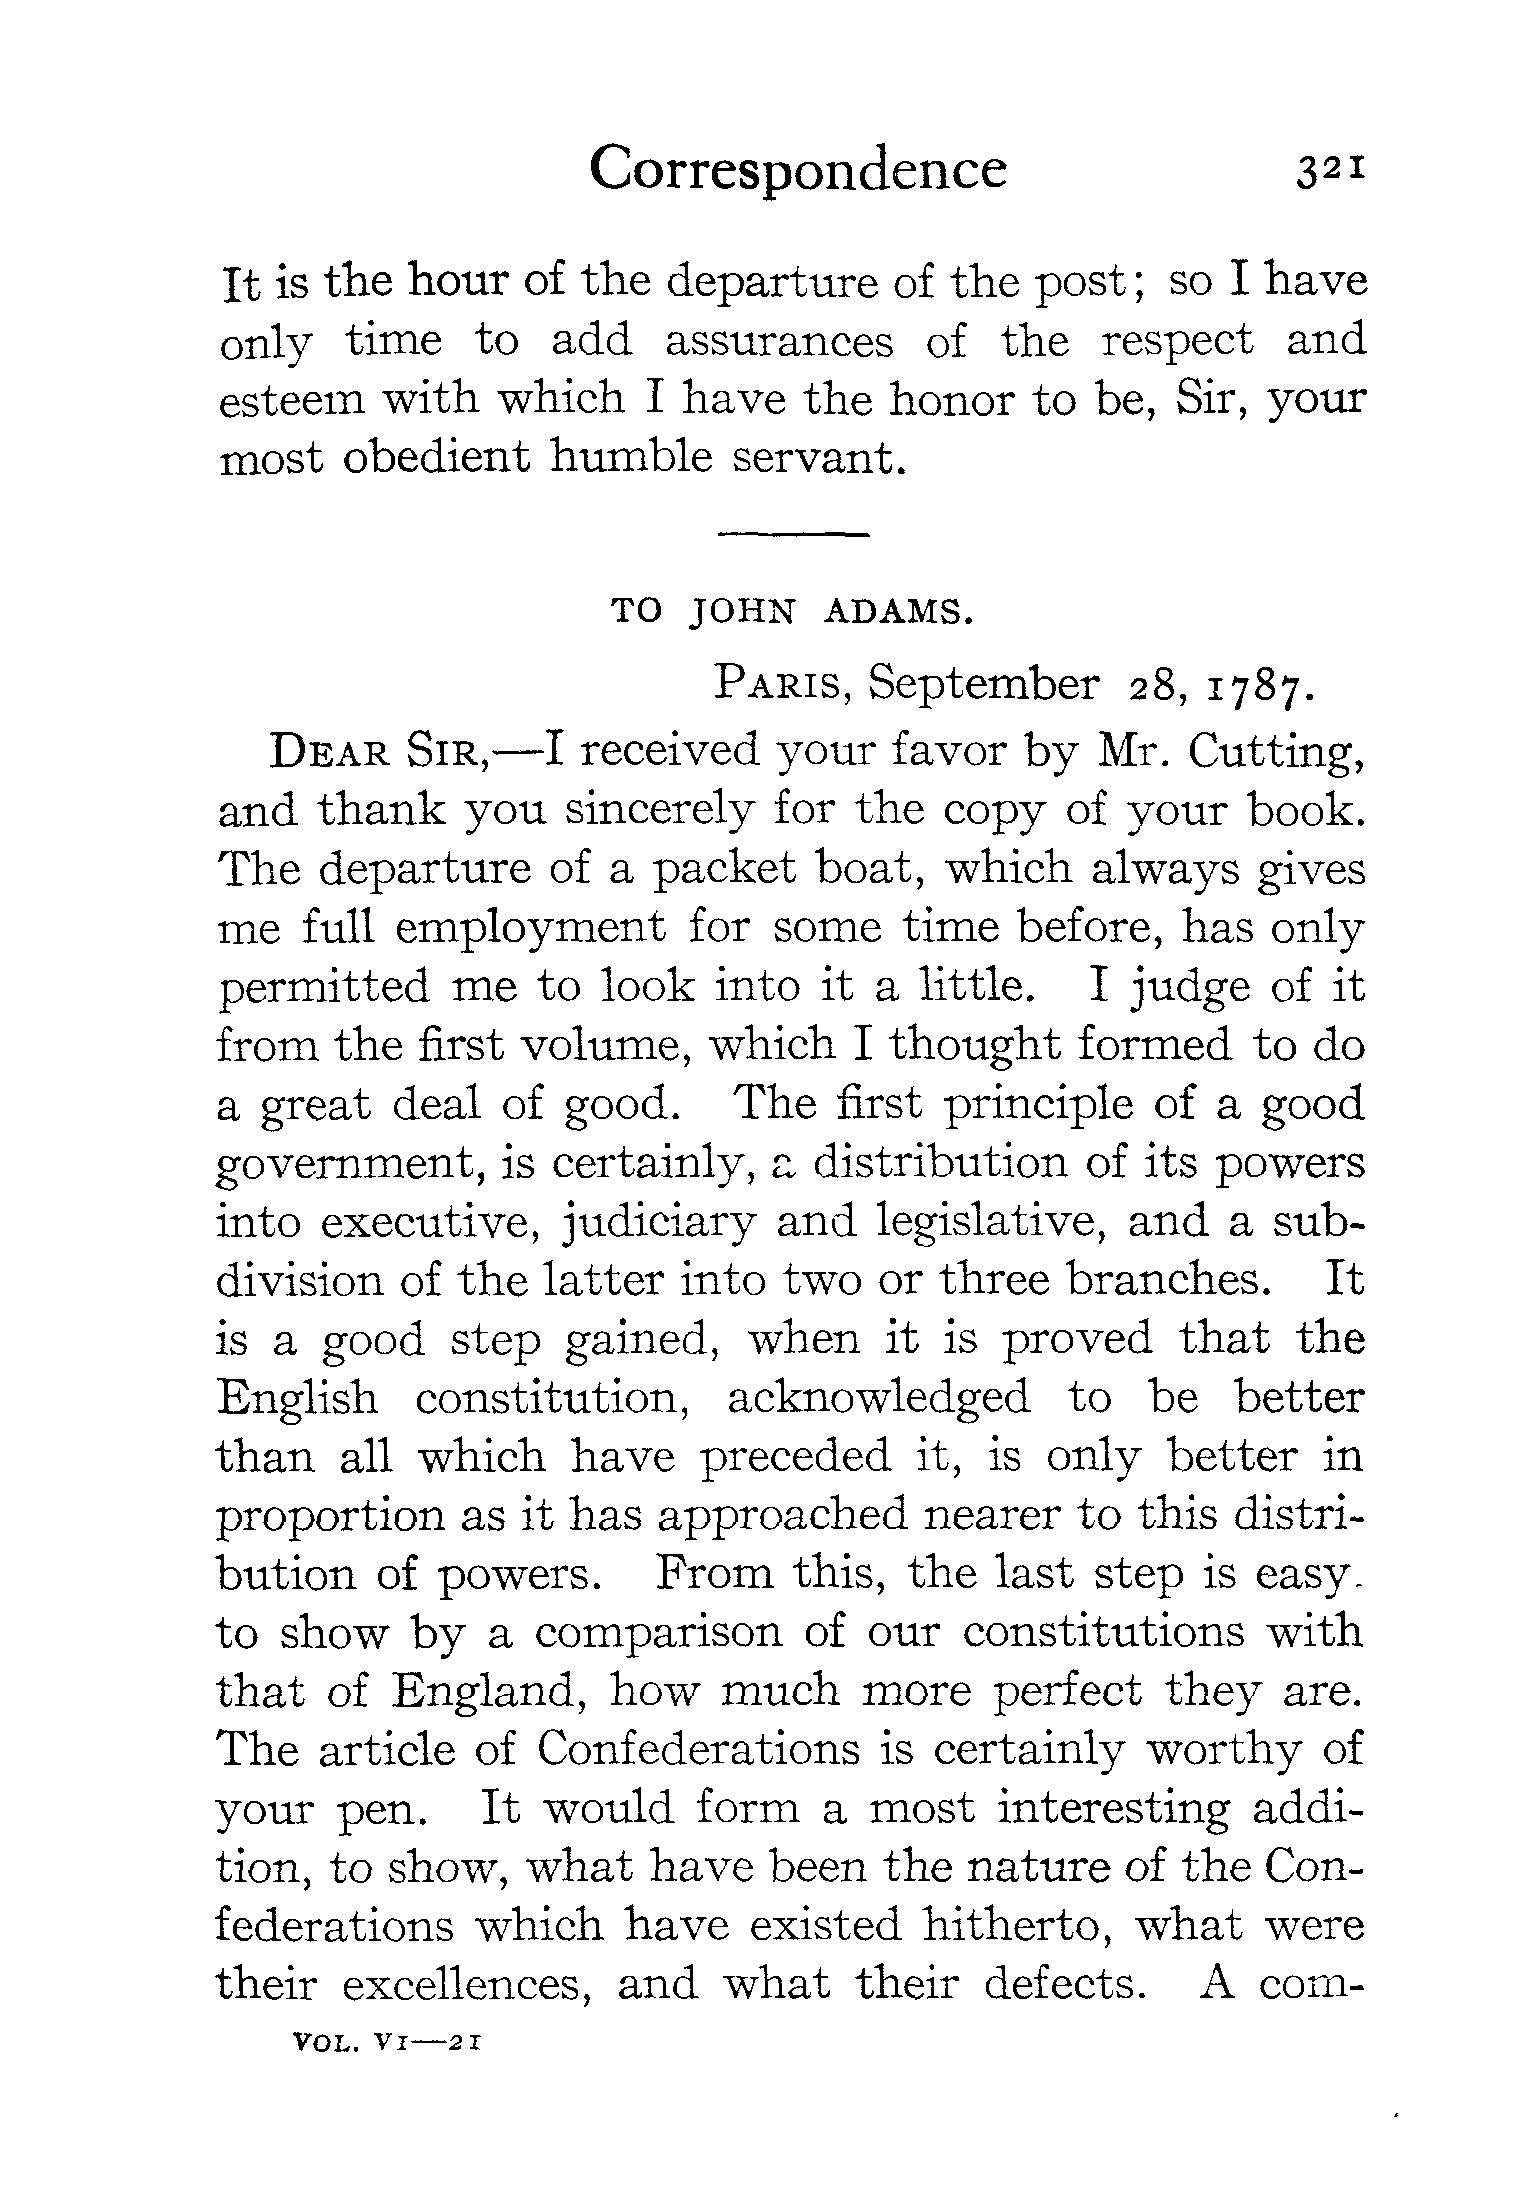 Correspondence 321
It is the hour of the departure of the post; so I have
only time to add assurances of the respect and
esteem with which I have the honor to be, Sir, your
most obedient humble servant.
TO JOHN ADAMS.
PARIS, September 28, 1787.
DEAR SIR,—I received your favor by Mr. Cutting,
and thank you sincerely for the copy of your book.
The departure of a packet boat, which always gives
me full employment for some time before, has only
permitted me to look into it a little. I judge of it
from the first volume, which I thought formed to do
a great deal of good. The first principle of a good
government, is certainly, a distribution of its powers
into executive, judiciary and legislative, and a sub-
division of the latter into two or three branches. It
is a good step gained, when it is proved that the
English constitution, acknowledged to be better
than all which have preceded it, is only better in
proportion as it has approached nearer to this distri-
bution of powers. From this, the last step is easy.
to show by a comparison of our constitutions with
that of England, how much more perfect they are.
The article of Confederations is certainly worthy of
your pen. It would form a most interesting addi-
tion, to show, what have been the nature of the Con-
federations which have existed hitherto, what were
their excellences, and what their defects. A com-
VOL. VI—21